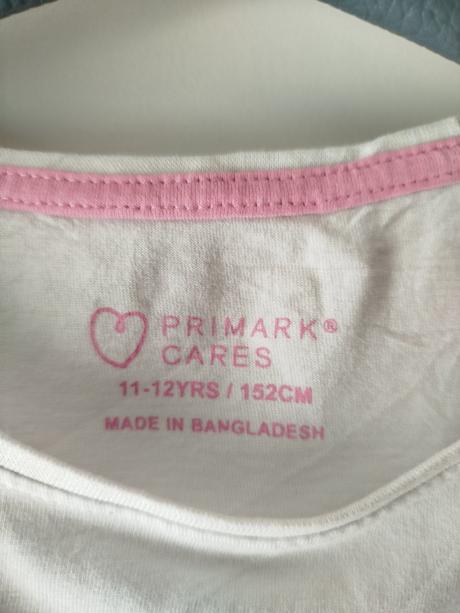 PRIMARK®
CARES
11-12YRS / 152CM
MADE IN BANGLADESH